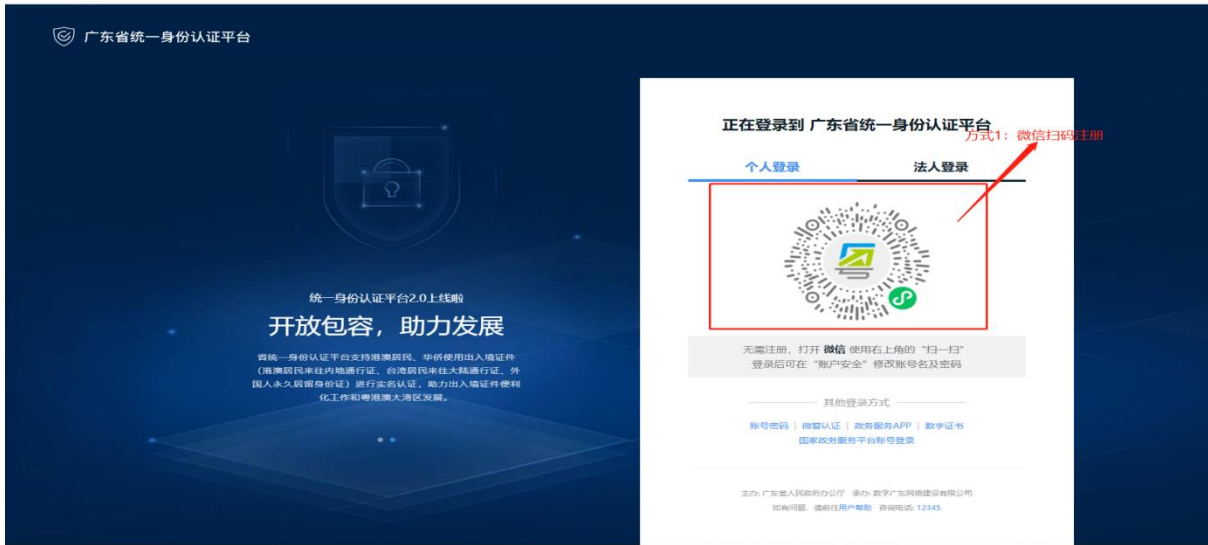 广东省统一身份认证平台
统一身份认证平台2.0上线啦
开放包容，助力发展
省统一身份认证平台支持港澳居民、华侨使用出入境证件
(港澳居民来往内地通行证、台湾居民来往大陆通行证、外
国人永久居留身份证) 进行实名认证，助力出入境证件便利
化工作和粤港澳大湾区发展。
正在登录到 广东省统一身份认证平台
方式1：微信扫码注册
个人登录 法人登录
无需注册，打开 微信 使用右上角的 "扫一扫"
登录后可在 "账户安全" 修改账号名及密码
其他登录方式
账号密码 | 微警认证 | 政务服务APP | 数字证书
国家政务服务平台账号登录
主办: 广东省人民政府办公厅 承办: 数字广东网络建设有限公司
如有问题，请前往用户帮助 咨询电话: 12345